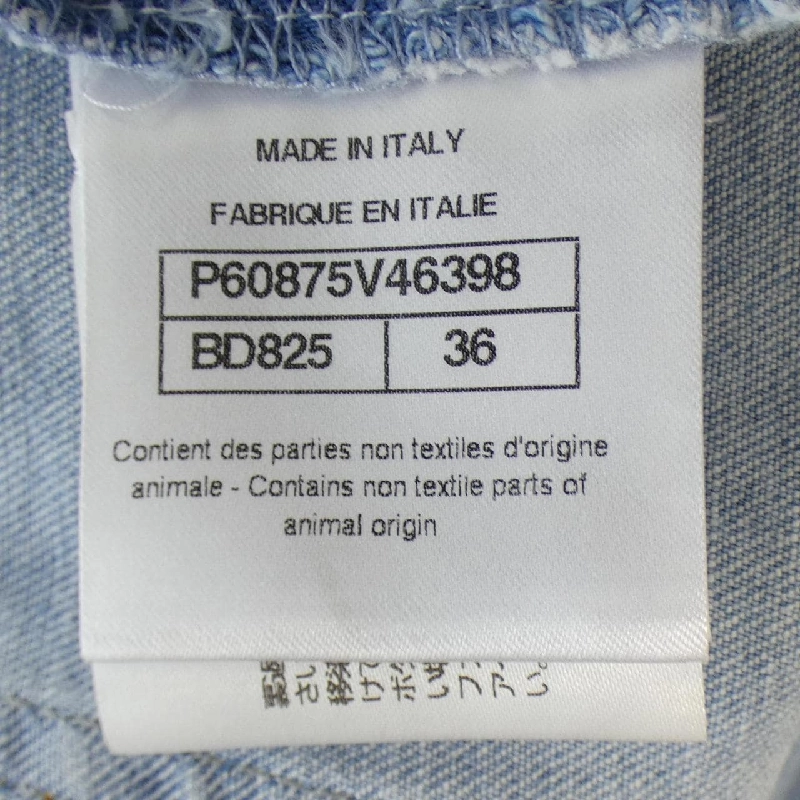 MADE IN ITALY
FABRIQUE EN ITALIE
P60875V46398
BD825 36
Contient des parties non textiles d'origine
animale - Contains non textile parts of
animal origin